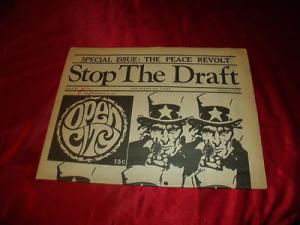 SPECIAL ISSUE: THE PEACE REVOLT
Stop The Draft
OPEN
CITY
15¢